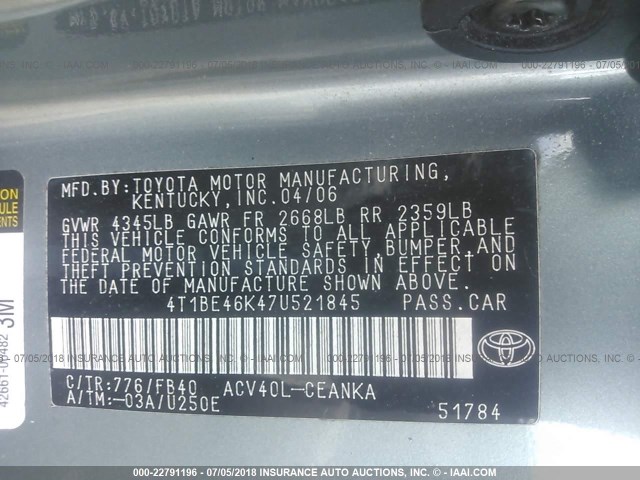 MFD.BY:TOYOTA MOTOR MANUFACTURING,
KENTUCKY,INC.04/06
GVWR 4345LB GAWR FR 2668LB RR 2359LB
THIS VEHICLE CONFORMS TO ALL APPLICABLE
FEDERAL MOTOR VEHICLE SAFETY,BUMPER,AND
THEFT PREVENTION STANDARDS IN EFFECT ON
THE DATE OF MANUFACTURE SHOWN ABOVE.
4T1BE46K47U521845 PASS.CAR
C/TR:776/FB40 ACV40L-CEANKA
A/TM:-03A/U250E
51784
TOYOTA
3M
000-22791196 - 07/05/2018 INSURANCE AUTO AUCTIONS, INC. - IAAI.COM